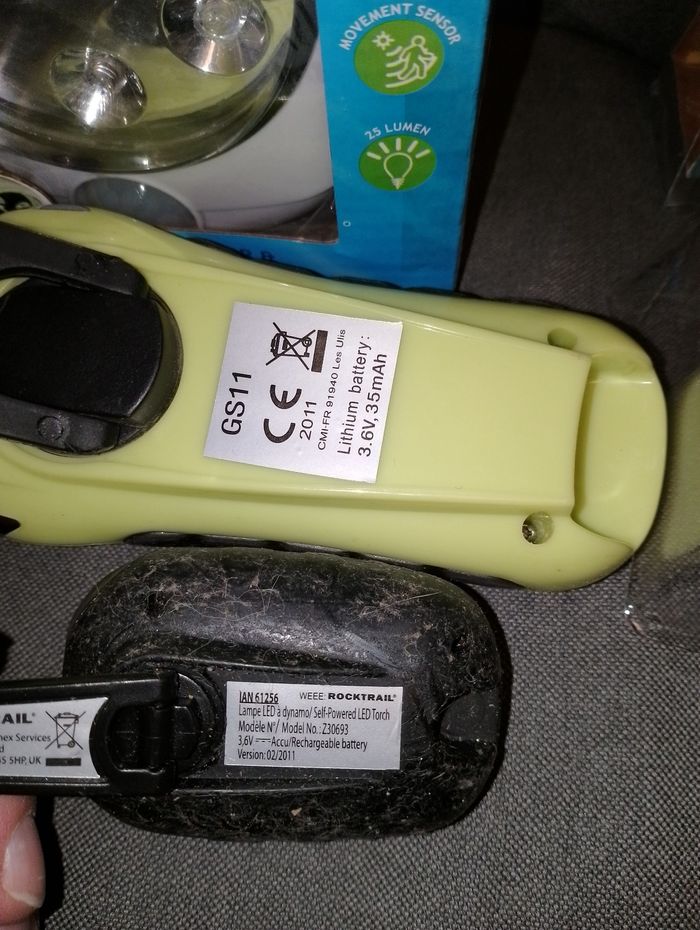 MOVEMENT SENSOR
25 LUMEN
GS11
CE
2011
CMI-FR 91940 Les Ulis
Lithium battery:
3.6V, 35mAh
IAN 61256
WEEE: ROCKTRAIL®
Lampe LED a dynamo/ Self-Powered LED Torch
Modèle N°/ Model No.: Z30693
3,6V Accu/Rechargeable battery
Version: 02/2011
TRAIL®
nex Services
5HP, UK